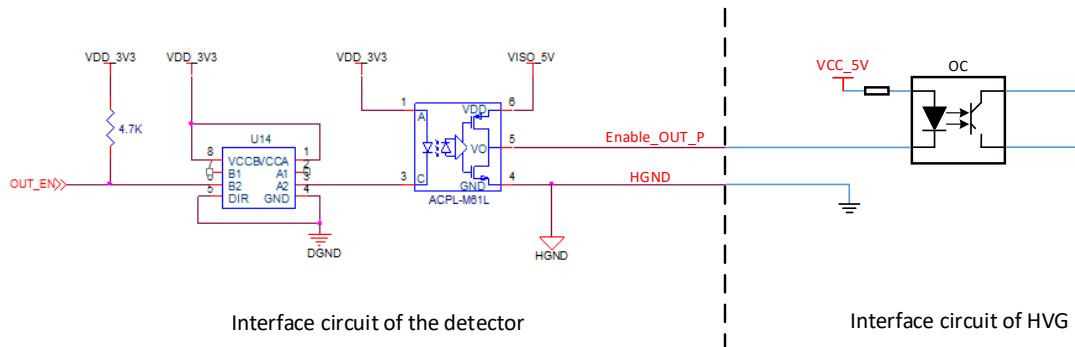 VDD_3V3
VDD_3V3
VDD_3V3
VISO_5V
VCC_5V
OC
4.7K
U14
8 VCCB VCCA 1
B1 A1 2
B2 A2 3
5 DIR GND 4
OUT_EN
DGND
1 A VDD 6
VO 5
3 C GND 4
ACPL-M61L
Enable_OUT_P
HGND
HGND
Interface circuit of the detector
Interface circuit of HVG